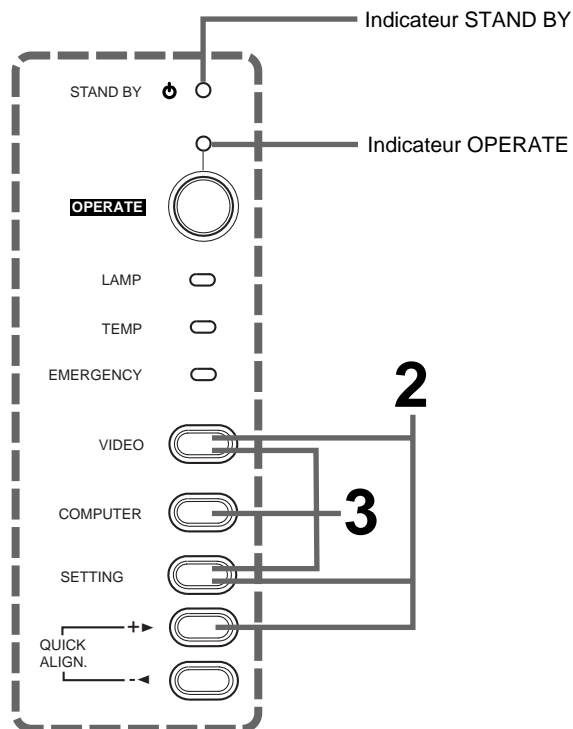 Indicateur STAND BY
STAND BY
Indicateur OPERATE
OPERATE
LAMP
TEMP
EMERGENCY
2
VIDEO
COMPUTER
3
SETTING
+►
QUICK
ALIGN.
-◄